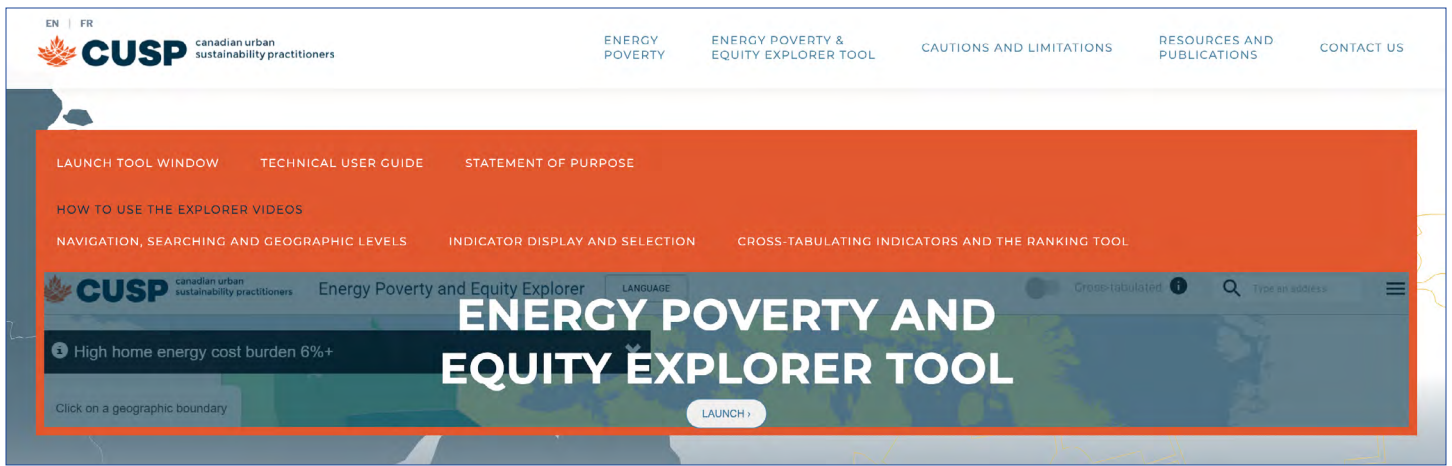 EN | FR
CUSP canadian urban sustainability practitioners
ENERGY POVERTY
ENERGY POVERTY & EQUITY EXPLORER TOOL
CAUTIONS AND LIMITATIONS
RESOURCES AND PUBLICATIONS
CONTACT US
LAUNCH TOOL WINDOW TECHNICAL USER GUIDE STATEMENT OF PURPOSE
HOW TO USE THE EXPLORER VIDEOS
NAVIGATION, SEARCHING AND GEOGRAPHIC LEVELS INDICATOR DISPLAY AND SELECTION CROSS-TABULATING INDICATORS AND THE RANKING TOOL
CUSP canadian urban sustainability practitioners Energy Poverty and Equity Explorer LANGUAGE Cross-tabulated Type an address
ENERGY POVERTY AND
EQUITY EXPLORER TOOL
High home energy cost burden 6%+
Click on a geographic boundary
LAUNCH ›